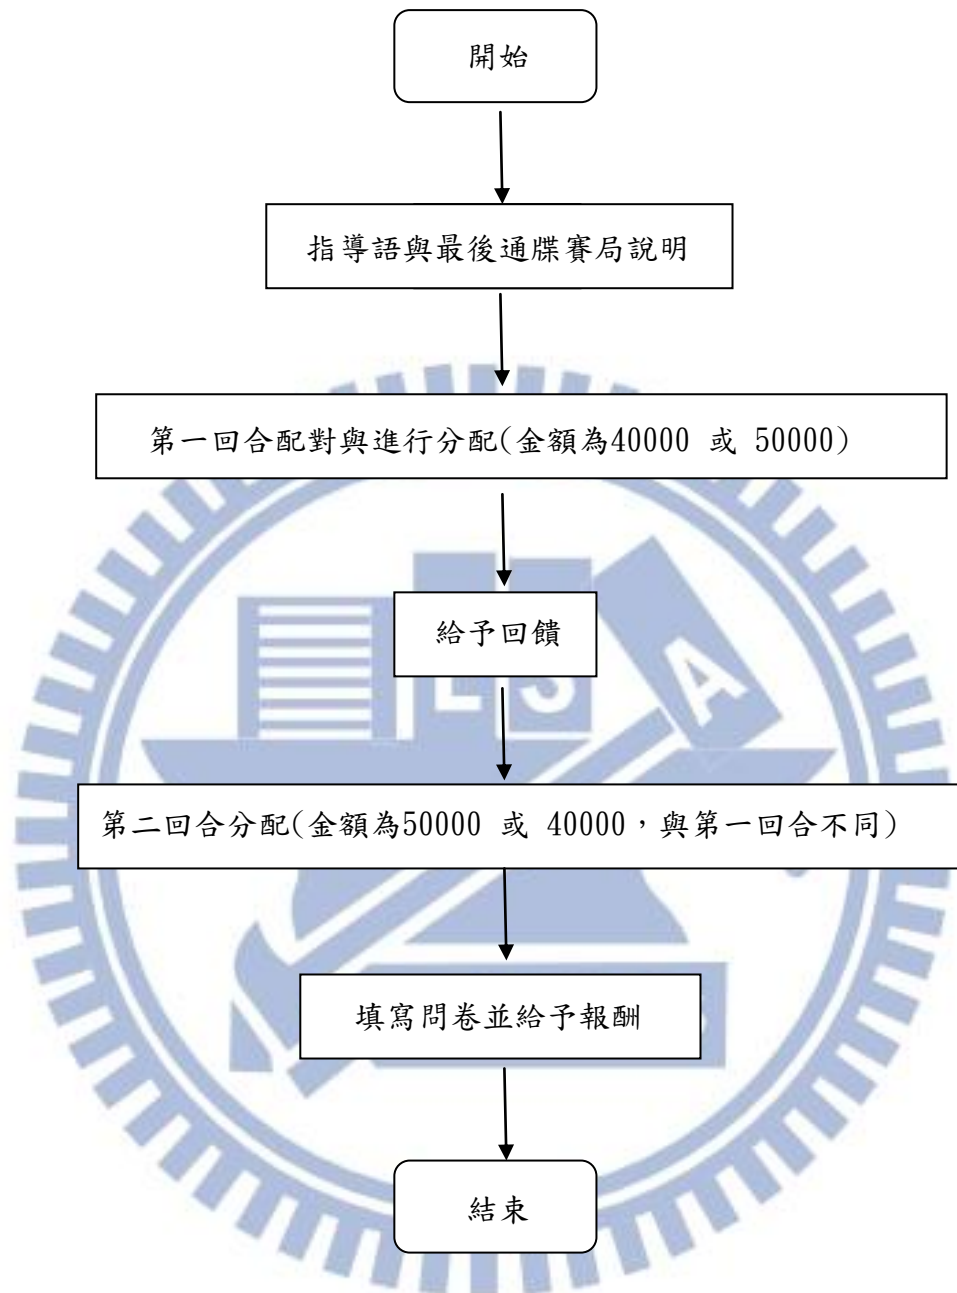 開始
指導語與最後通牒賽局說明
第一回合配對與進行分配(金額為40000 或 50000)
給予回饋
L S A
第二回合分配(金額為50000 或 40000，與第一回合不同)
填寫問卷並給予報酬
結束